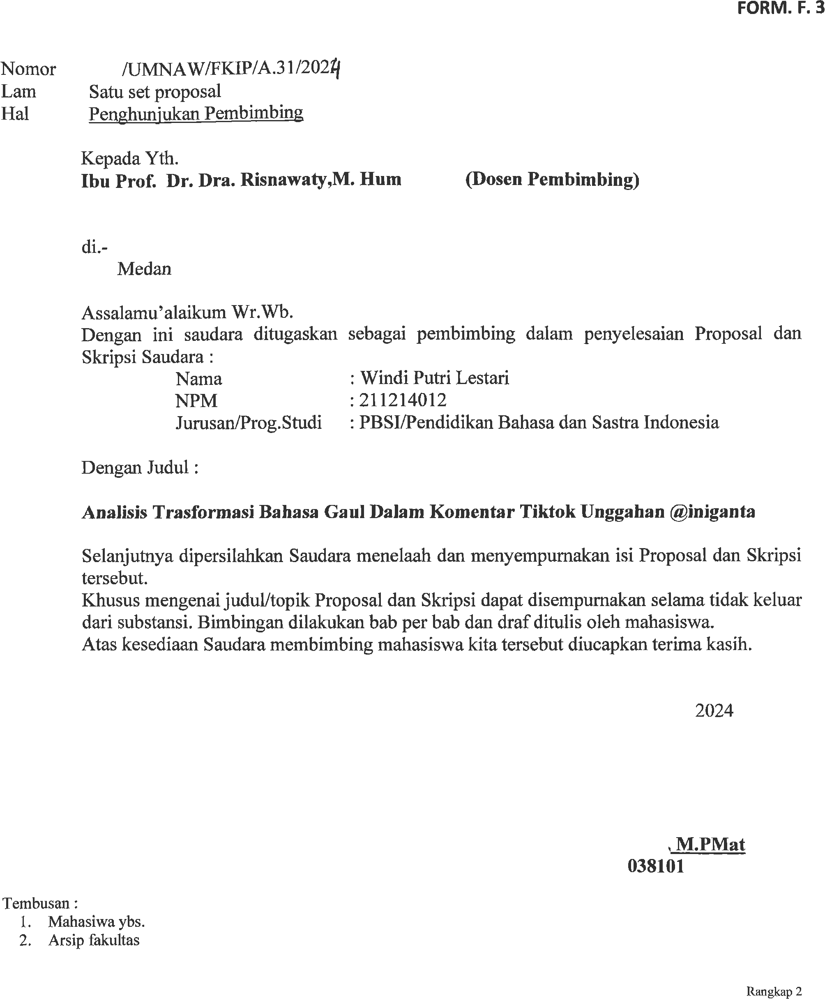 FORM. F. 3
Nomor /UMNAW/FKIP/A.31/2024
Lam Satu set proposal
Hal Penghunjukan Pembimbing
Kepada Yth.
Ibu Prof. Dr. Dra. Risnawaty,M. Hum (Dosen Pembimbing)
di.-
Medan
Assalamu'alaikum Wr.Wb.
Dengan ini saudara ditugaskan sebagai pembimbing dalam penyelesaian Proposal dan
Skripsi Saudara :
Nama : Windi Putri Lestari
NPM : 211214012
Jurusan/Prog.Studi : PBSI/Pendidikan Bahasa dan Sastra Indonesia
Dengan Judul :
Analisis Trasformasi Bahasa Gaul Dalam Komentar Tiktok Unggahan @iniganta
Selanjutnya dipersilahkan Saudara menelaah dan menyempurnakan isi Proposal dan Skripsi
tersebut.
Khusus mengenai judul/topik Proposal dan Skripsi dapat disempurnakan selama tidak keluar
dari substansi. Bimbingan dilakukan bab per bab dan draf ditulis oleh mahasiswa.
Atas kesediaan Saudara membimbing mahasiswa kita tersebut diucapkan terima kasih.
2024
, M.PMat
038101
Tembusan :
1. Mahasiwa ybs.
2. Arsip fakultas
Rangkap 2